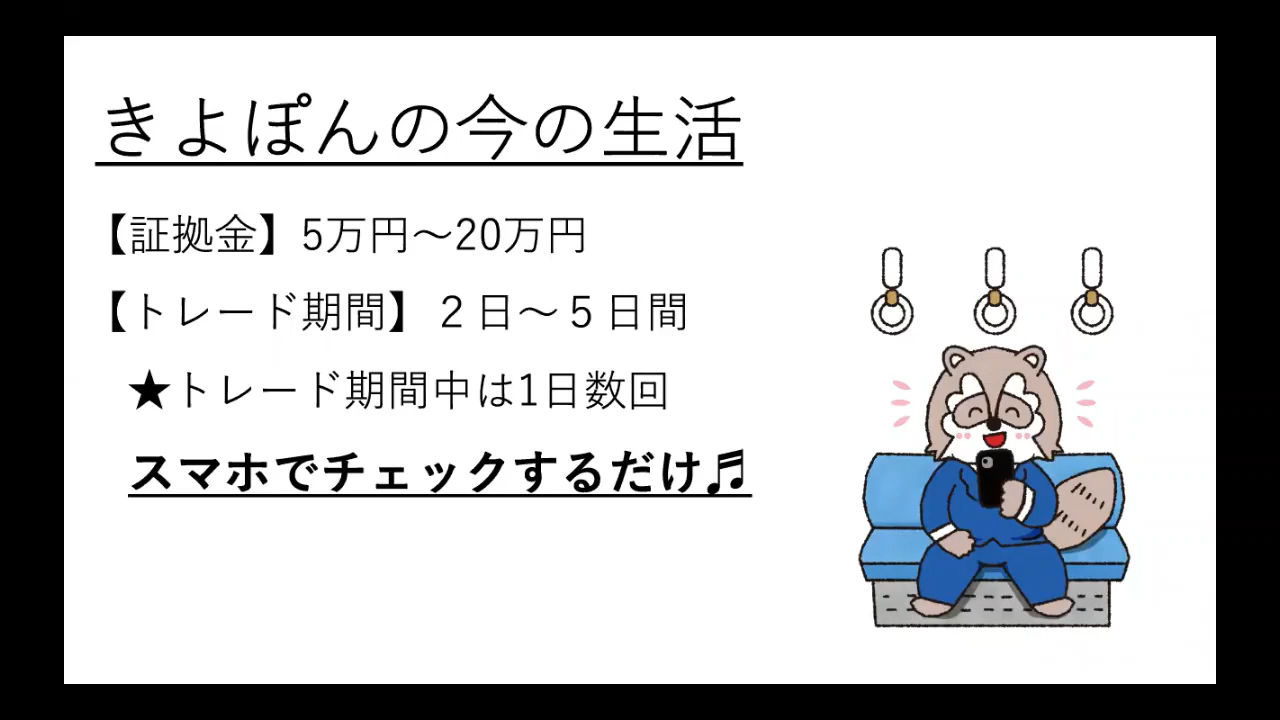 きよぽんの今の生活
【証拠金】5万円～20万円
【トレード期間】２日～５日間
★トレード期間中は1日数回
スマホでチェックするだけ♬